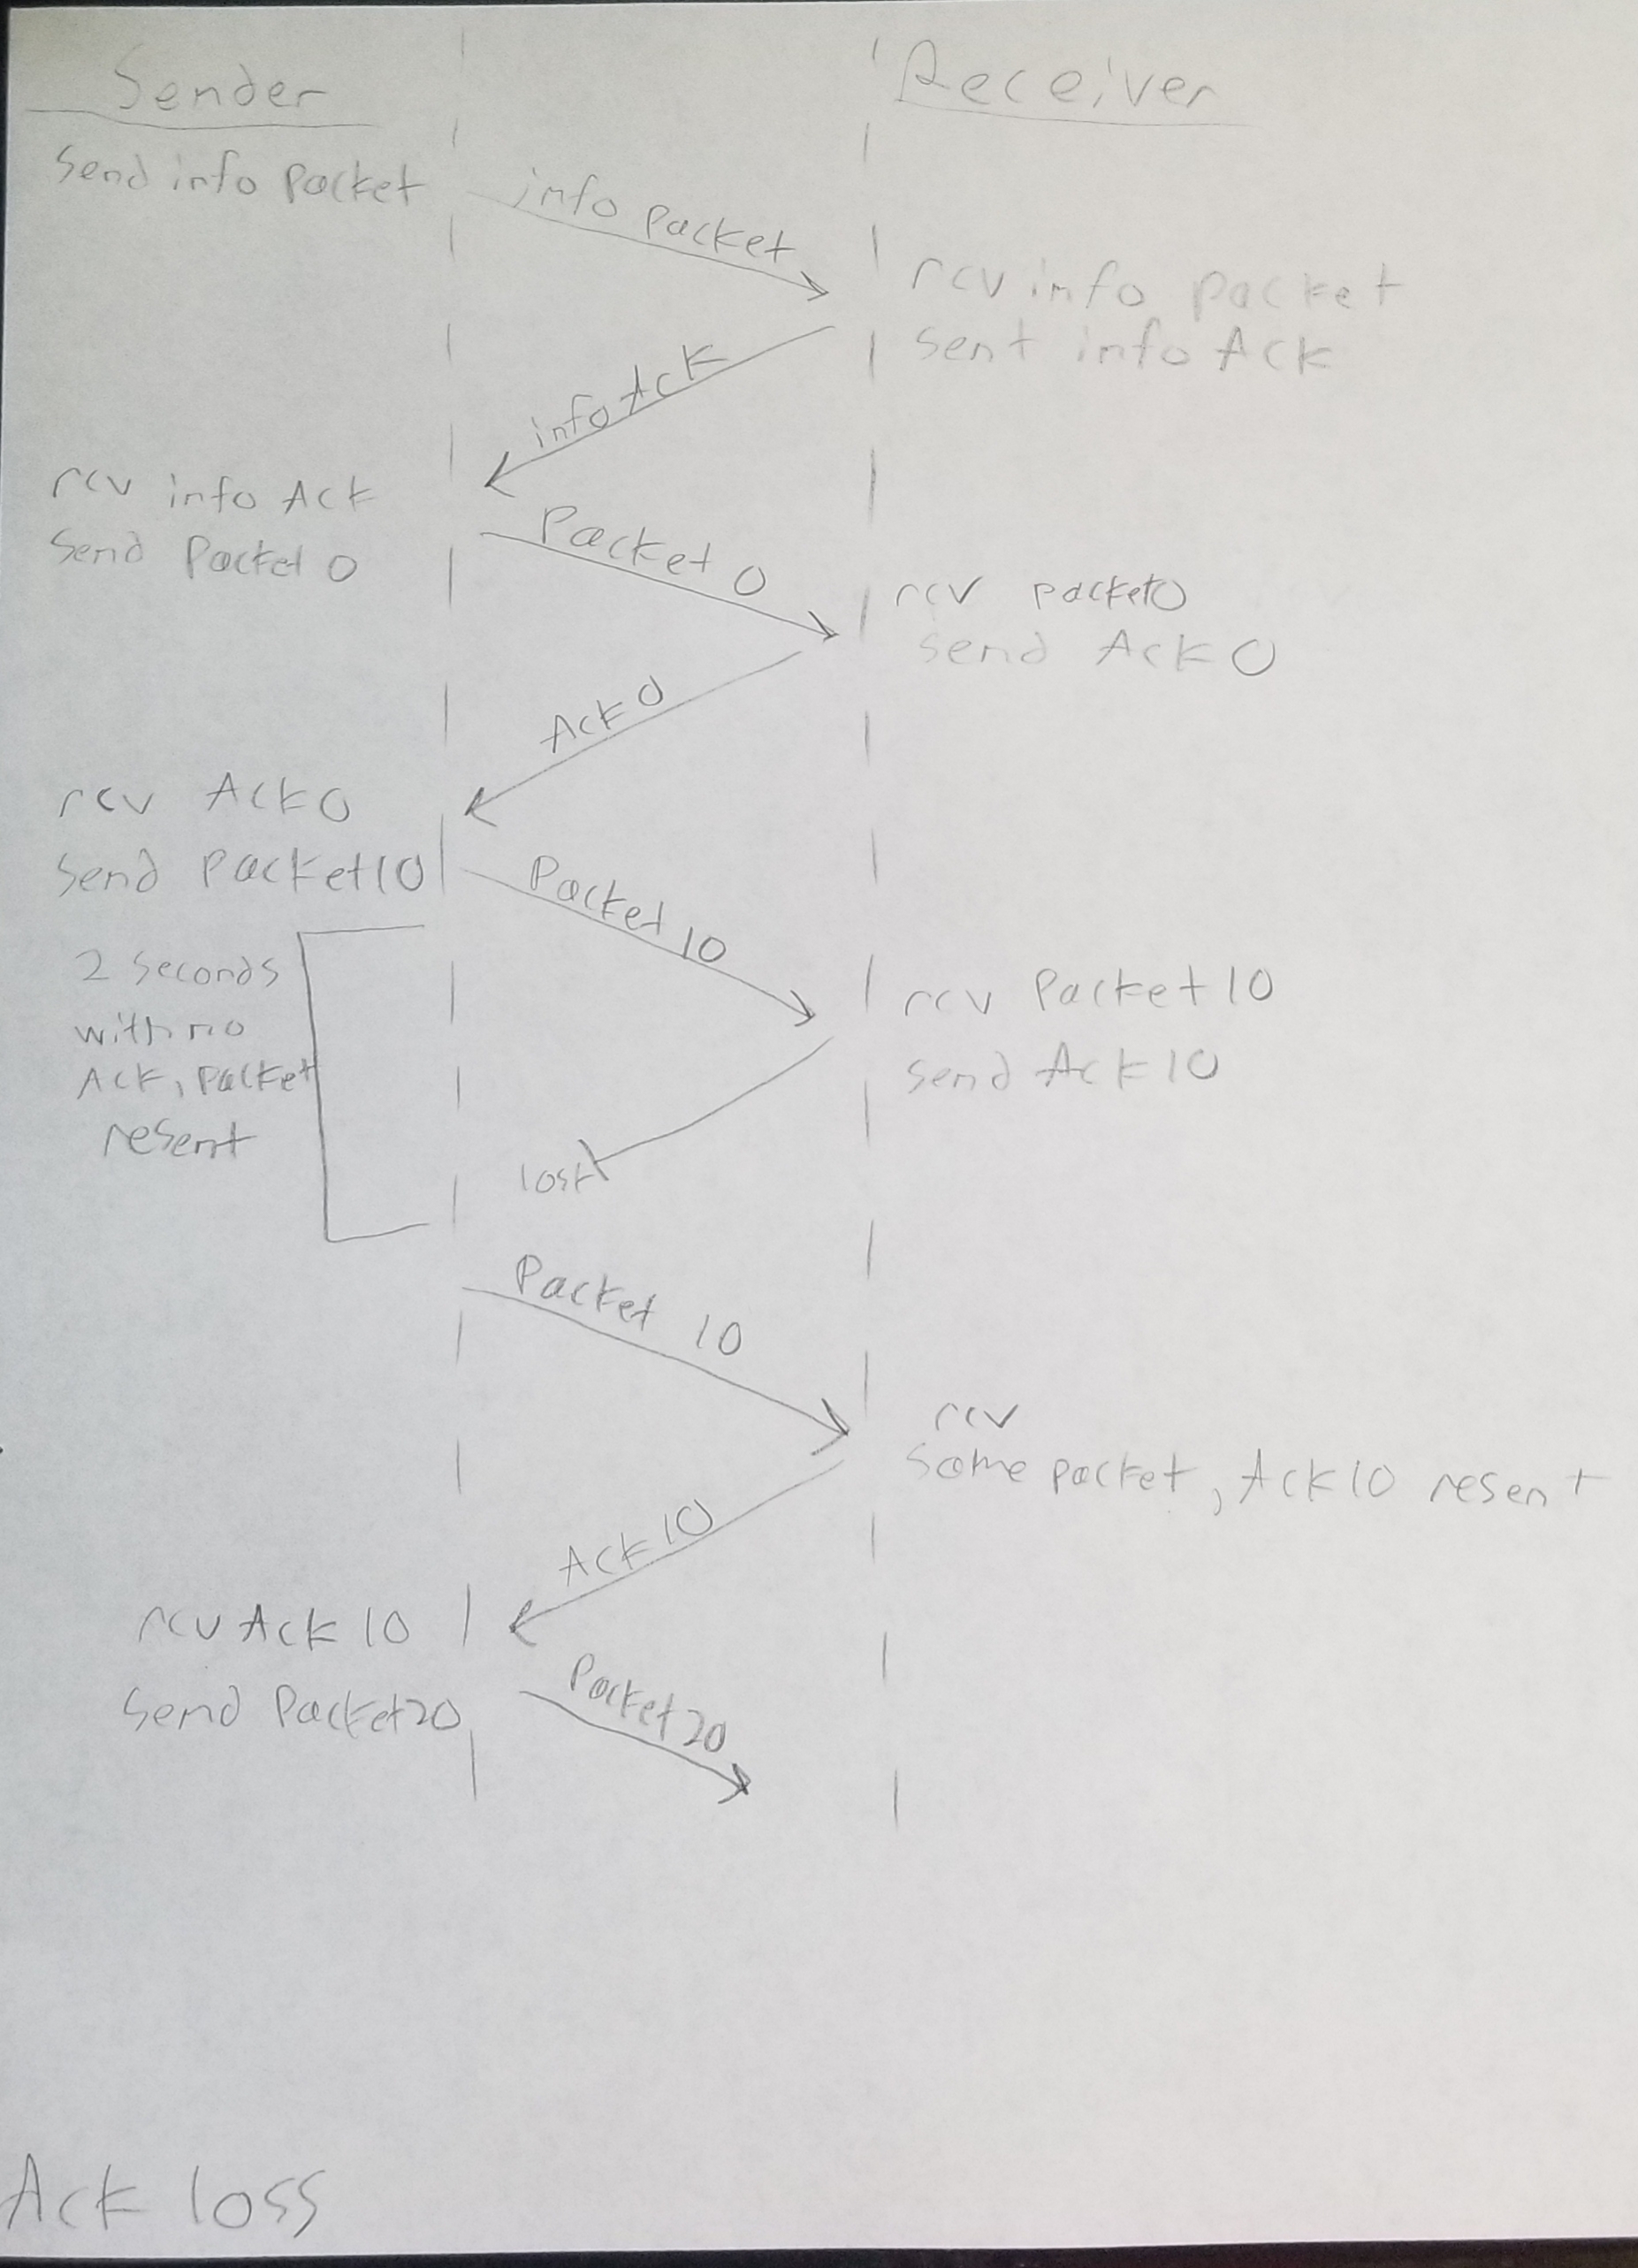 Sender
Receiver
Send info Packet
info packet
rcv info packet
sent info Ack
info Ack
rcv info Ack
Send Packet 0
Packet 0
rcv packet0
send Ack 0
Ack 0
rcv Ack 0
Send Packet 10
Packet 10
rcv Packet 10
send Ack 10
2 seconds
with no
Ack, packet
resent
lost
Packet 10
rcv
same packet, Ack 10 resent
Ack 10
rcv Ack 10
Send Packet20
Packet 20
Ack loss